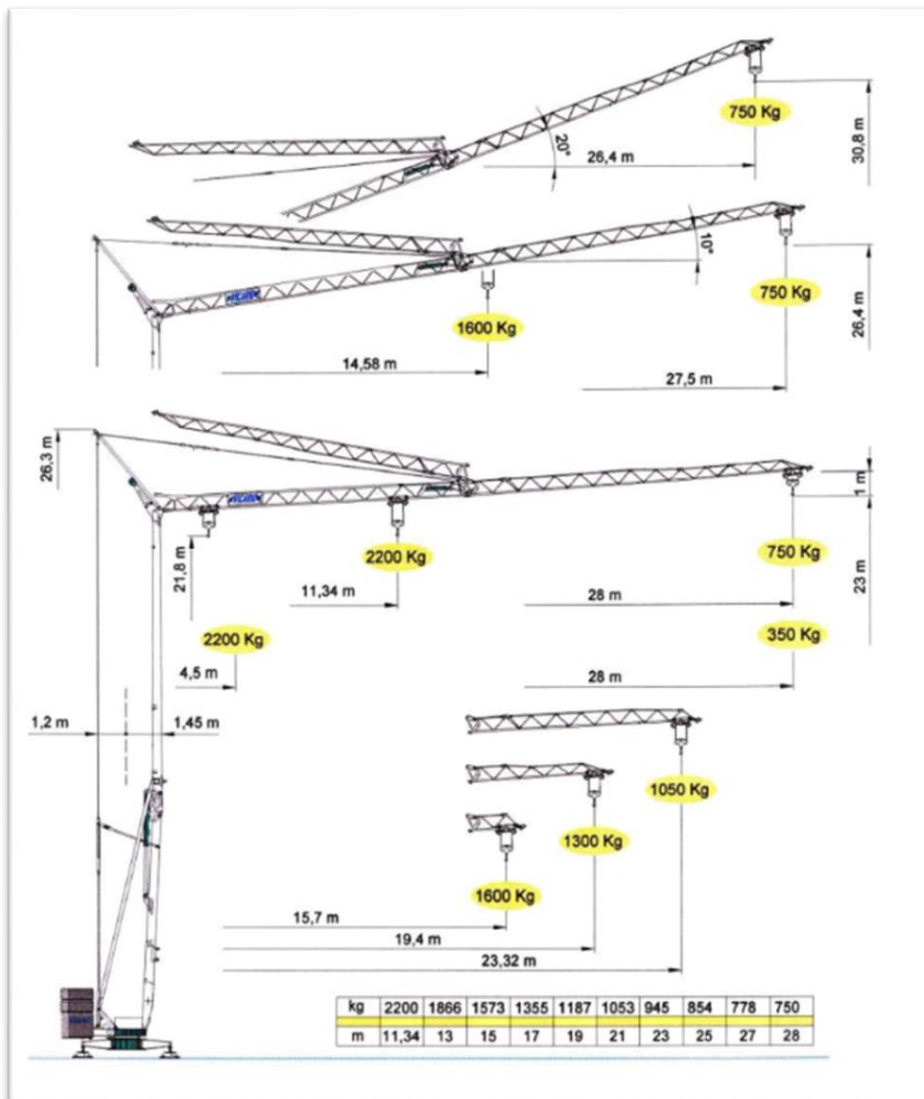 750 Kg
20°
26,4 m
30,8 m
10°
750 Kg
1600 Kg
26,4 m
14,58 m
27,5 m
26,3 m
1 m
2200 Kg
750 Kg
21,8 m
23 m
11,34 m
28 m
2200 Kg
350 Kg
4,5 m
28 m
1,2 m
1,45 m
1050 Kg
1300 Kg
1600 Kg
15,7 m
19,4 m
23,32 m
kg 2200 1866 1573 1355 1187 1053 945 854 778 750
m 11,34 13 15 17 19 21 23 25 27 28